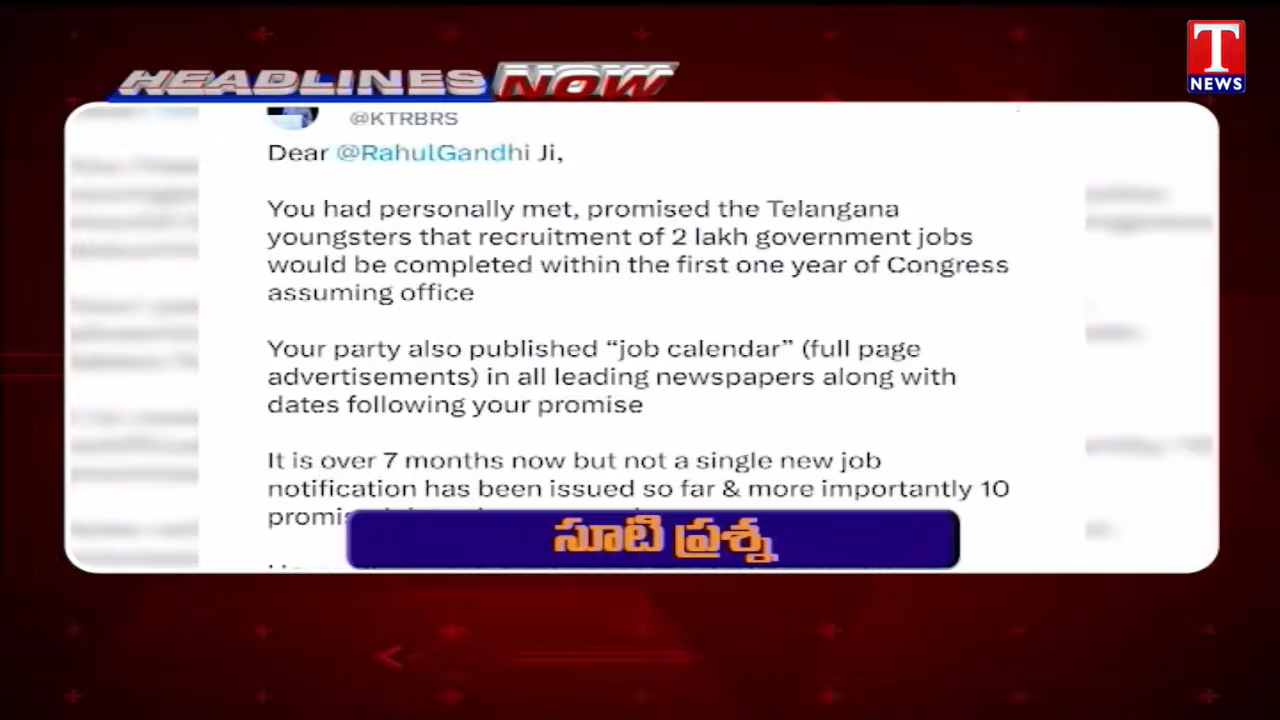 HEADLINES NOW
T
NEWS
@KTRBRS
Dear @RahulGandhi Ji,
You had personally met, promised the Telangana
youngsters that recruitment of 2 lakh government jobs
would be completed within the first one year of Congress
assuming office
Your party also published “job calendar” (full page
advertisements) in all leading newspapers along with
dates following your promise
It is over 7 months now but not a single new job
notification has been issued so far & more importantly 10
సూటి ప్రశ్న